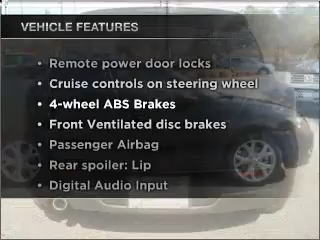 VEHICLE FEATURES
• Remote power door locks
• Cruise controls on steering wheel
• 4-wheel ABS Brakes
• Front Ventilated disc brakes
• Passenger Airbag
• Rear spoiler: Lip
• Digital Audio Input